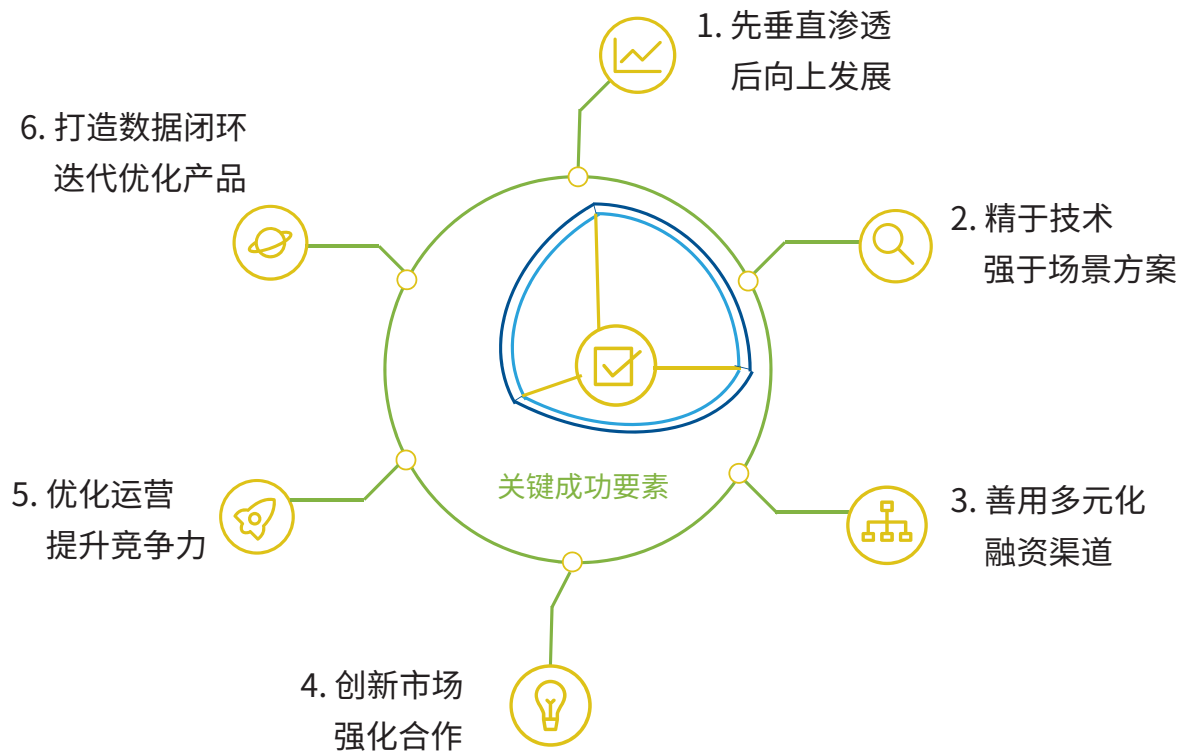 1. 先垂直渗透
后向上发展
2. 精于技术
强于场景方案
3. 善用多元化
融资渠道
4. 创新市场
强化合作
5. 优化运营
提升竞争力
6. 打造数据闭环
迭代优化产品
关键成功要素